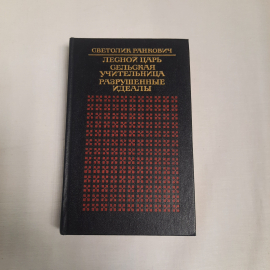 СВЕТОЛИК РАНКОВИЧ
ЛЕСНОЙ ЦАРЬ
СЕЛЬСКАЯ
УЧИТЕЛЬНИЦА
РАЗРУШЕННЫЕ
ИДЕАЛЫ